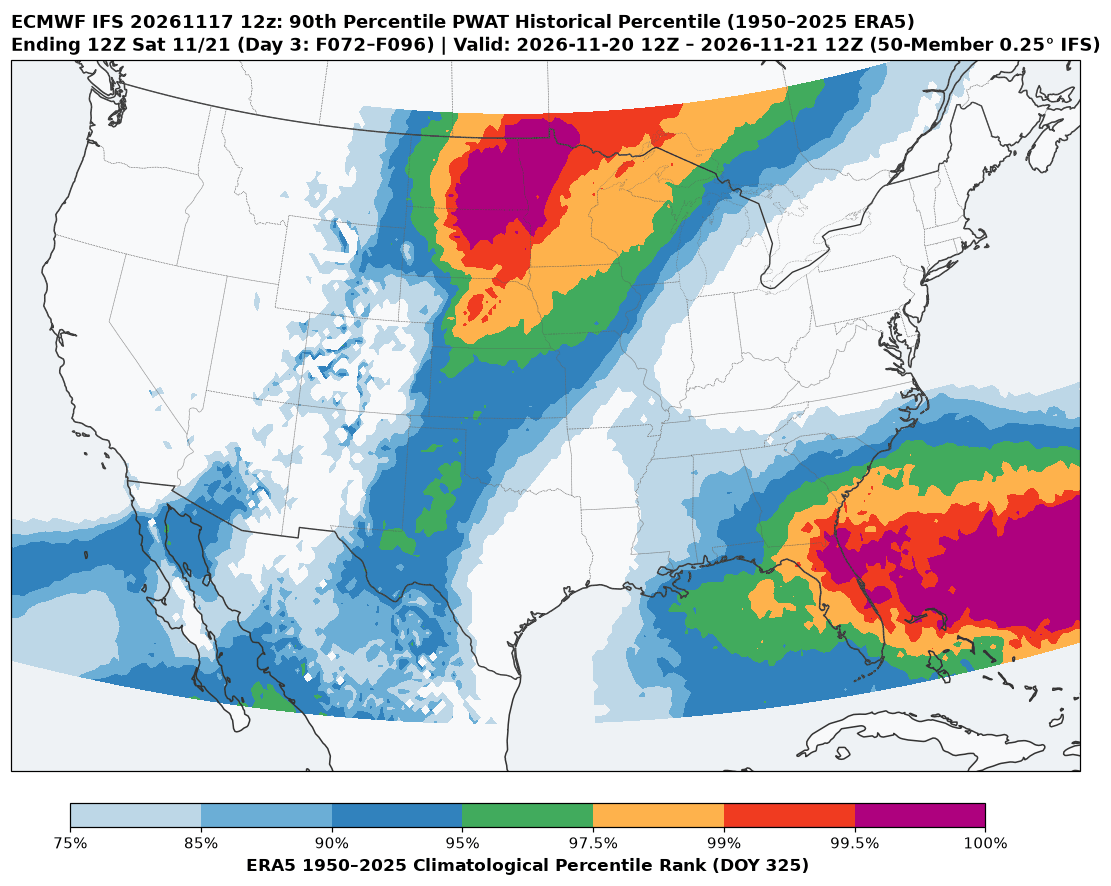 ECMWF IFS 20261117 12z: 90th Percentile PWAT Historical Percentile (1950–2025 ERA5)
Ending 12Z Sat 11/21 (Day 3: F072–F096) | Valid: 2026-11-20 12Z – 2026-11-21 12Z (50-Member 0.25° IFS)
75% 85% 90% 95% 97.5% 99% 99.5% 100%
ERA5 1950–2025 Climatological Percentile Rank (DOY 325)